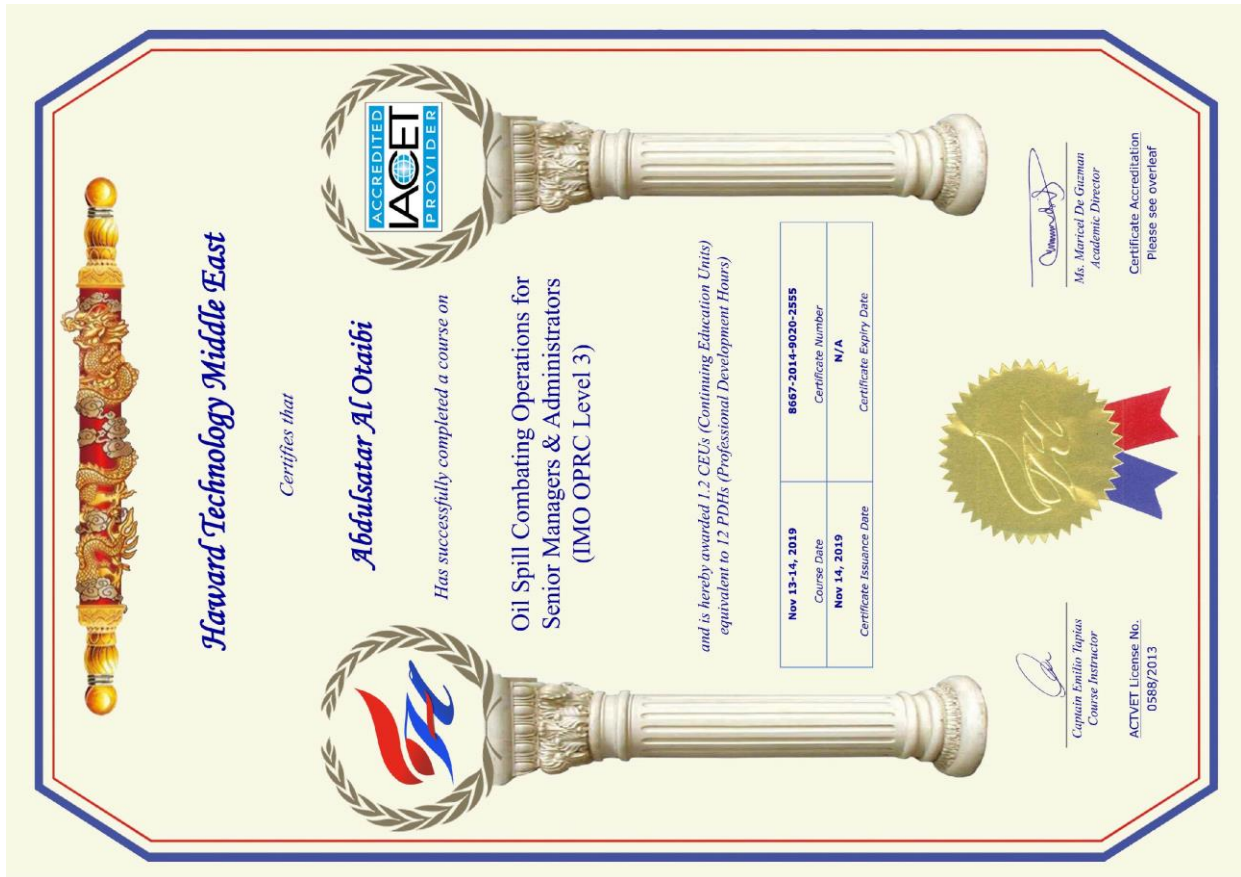 Haward Technology Middle East
Certifies that
Abdulsatar Al Otaibi
Has successfully completed a course on
ACCREDITED
IACET
PROVIDER
Oil Spill Combating Operations for
Senior Managers & Administrators
(IMO OPRC Level 3)
and is hereby awarded 1.2 CEUs (Continuing Education Units)
equivalent to 12 PDHs (Professional Development Hours)
Nov 13-14, 2019
Course Date
8667-2014-9020-2555
Certificate Number
Nov 14, 2019
Certificate Issuance Date
N/A
Certificate Expiry Date
Captain Emilio Tapias
Course Instructor
ACTVET License No.
0588/2013
Ms. Maricel De Guzman
Academic Director
Certificate Accreditation
Please see overleaf